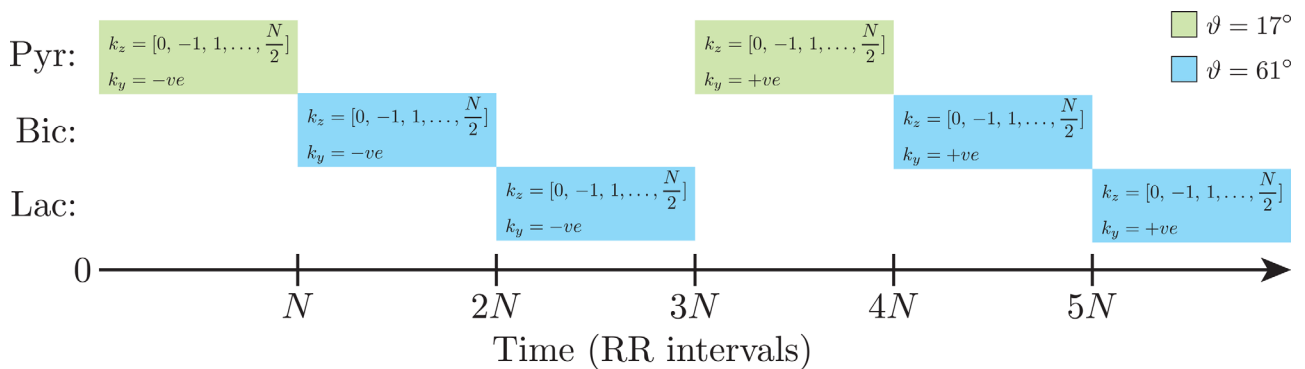 Pyr:
k_z = [0, −1, 1, . . . , N/2]
k_y = −ve
k_z = [0, −1, 1, . . . , N/2]
k_y = +ve
ϑ = 17°
ϑ = 61°
Bic:
k_z = [0, −1, 1, . . . , N/2]
k_y = −ve
k_z = [0, −1, 1, . . . , N/2]
k_y = +ve
Lac:
k_z = [0, −1, 1, . . . , N/2]
k_y = −ve
k_z = [0, −1, 1, . . . , N/2]
k_y = +ve
0
N 2N 3N 4N 5N
Time (RR intervals)